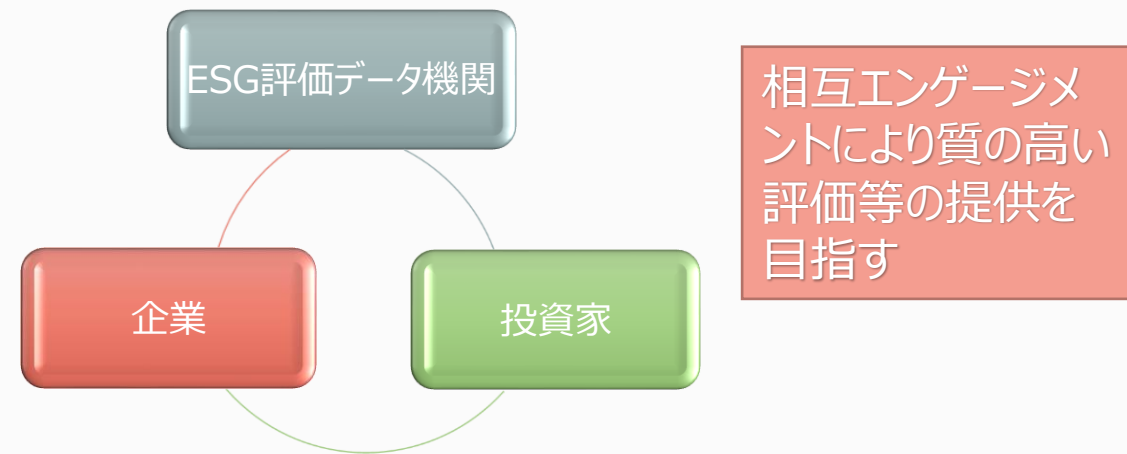 ESG評価データ機関
企業
投資家
相互エンゲージメ
ントにより質の高い
評価等の提供を
目指す